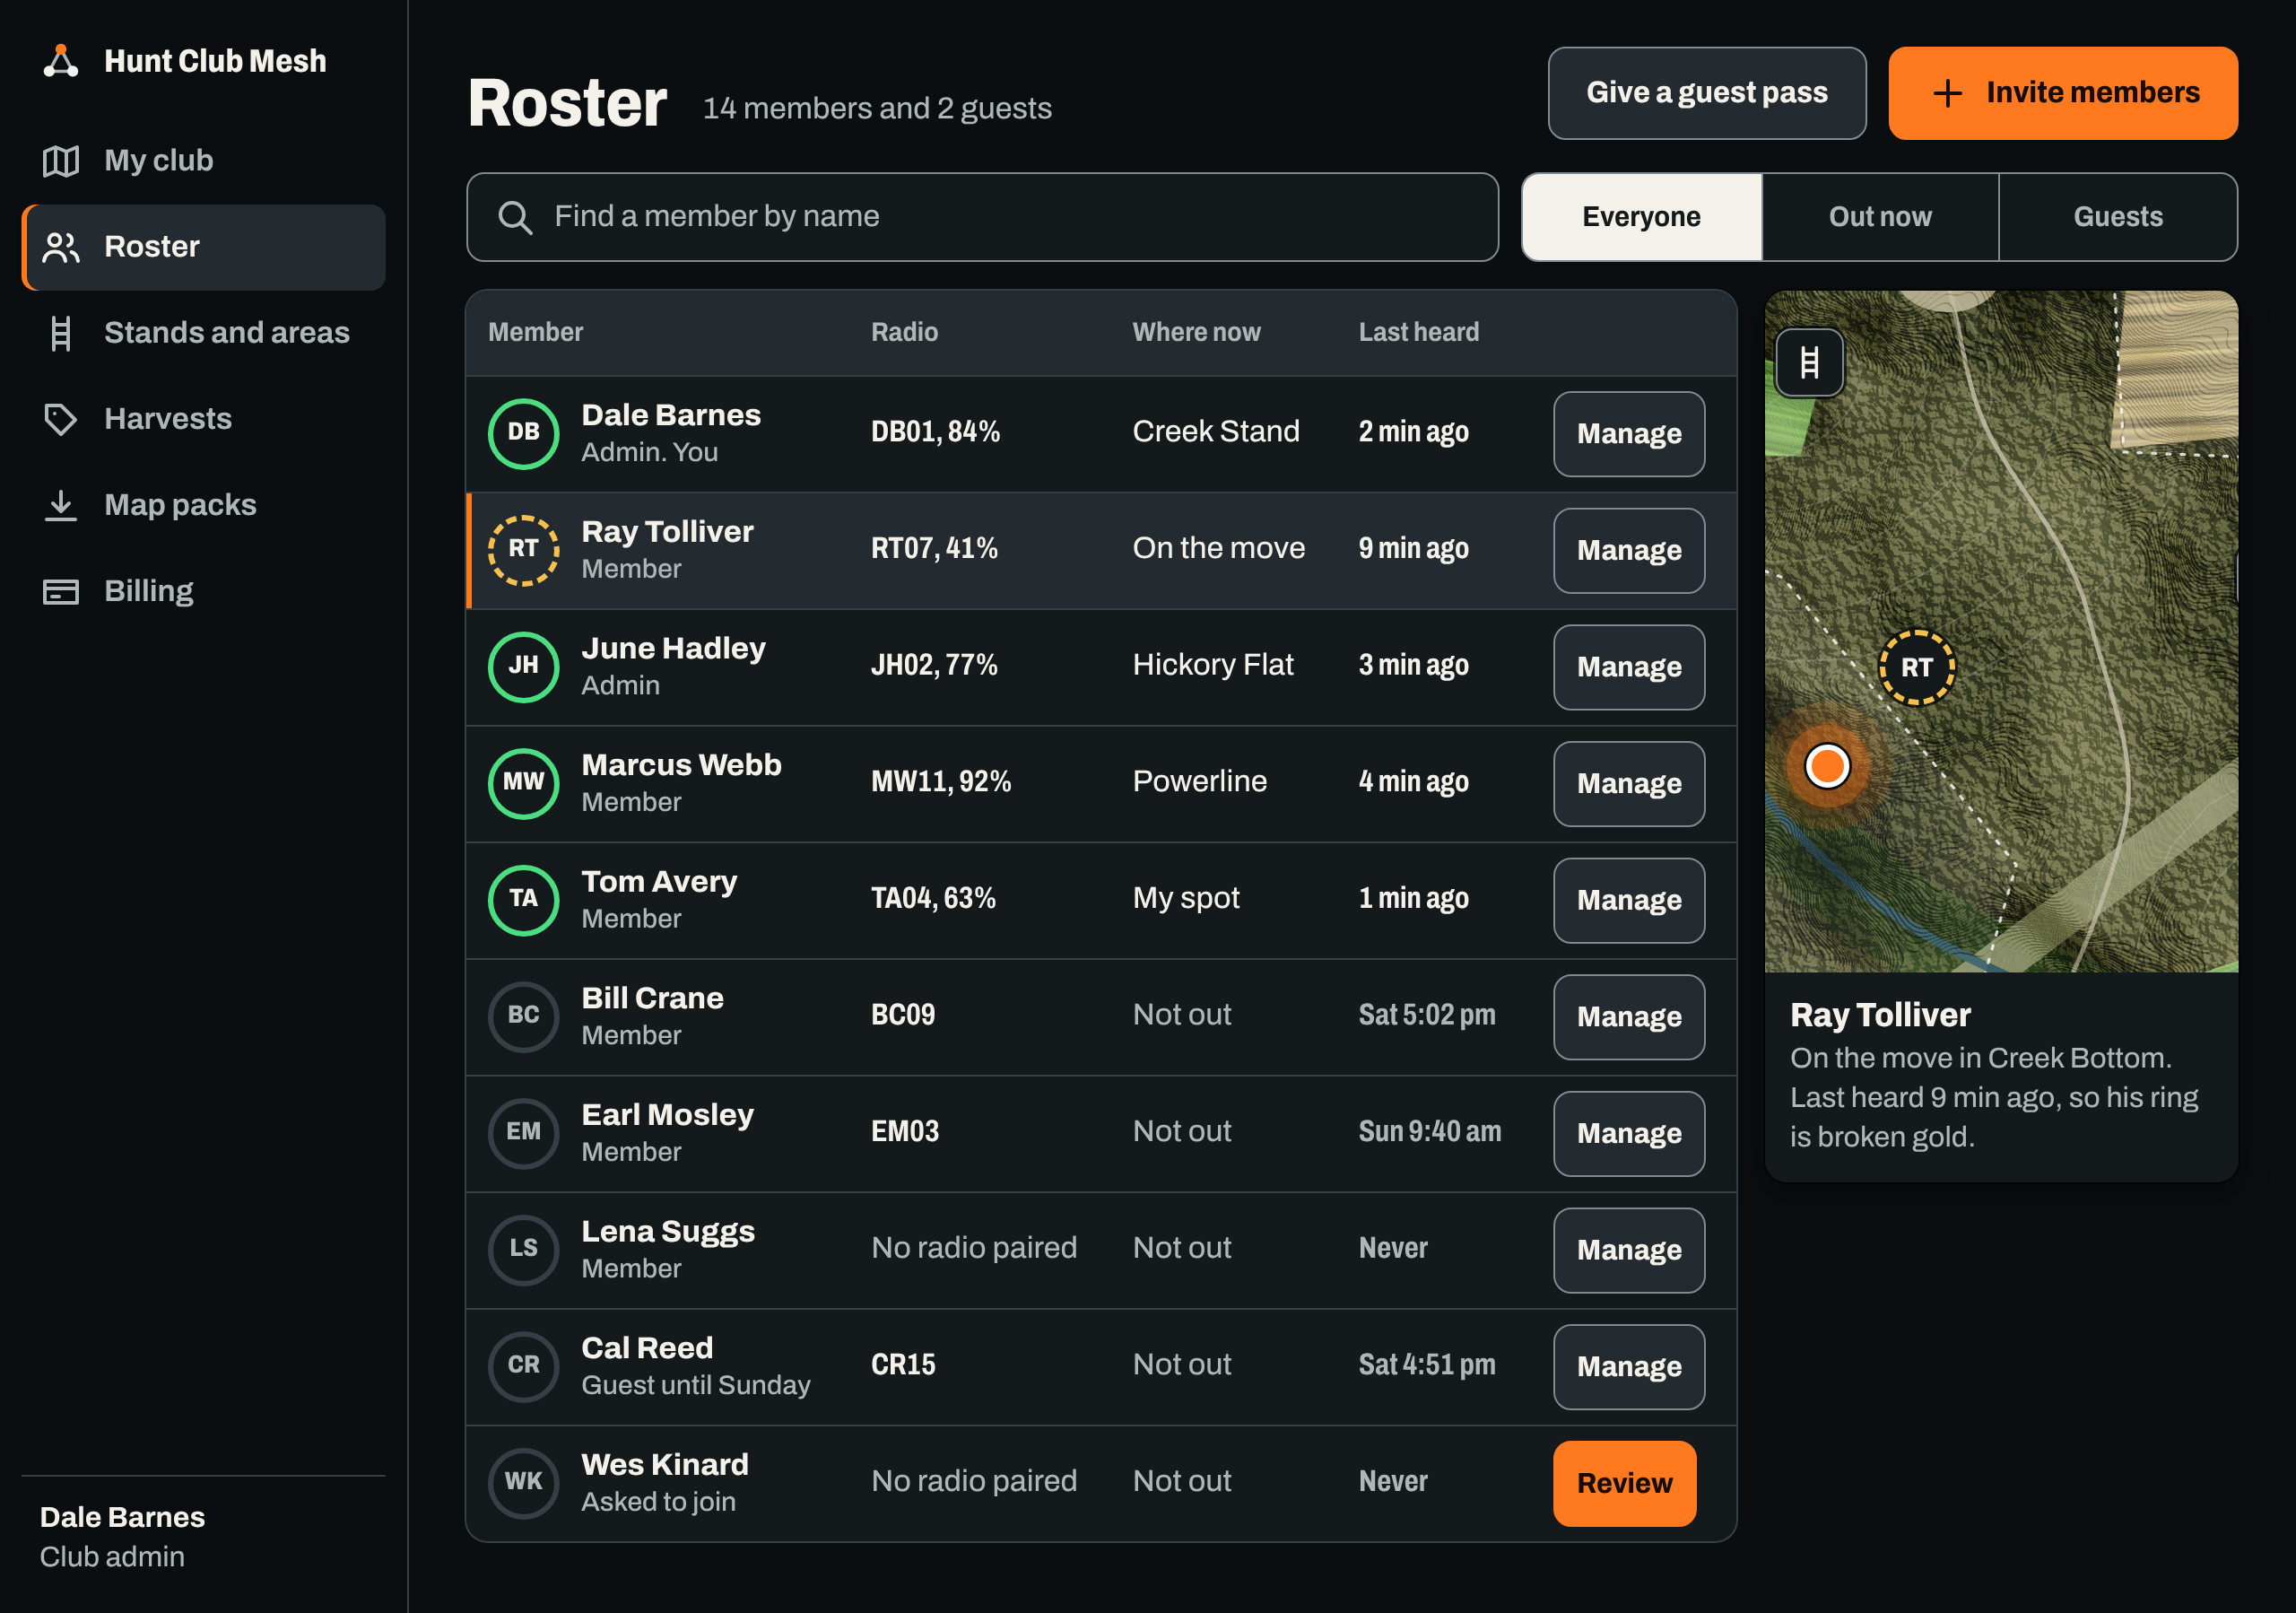 Hunt Club Mesh
My club
Roster
Stands and areas
Harvests
Map packs
Billing
Dale Barnes
Club admin
Roster
14 members and 2 guests
Give a guest pass
Invite members
Find a member by name
Everyone
Out now
Guests
Member
Radio
Where now
Last heard
DB
Dale Barnes
Admin. You
DB01, 84%
Creek Stand
2 min ago
Manage
RT
Ray Tolliver
Member
RT07, 41%
On the move
9 min ago
Manage
JH
June Hadley
Admin
JH02, 77%
Hickory Flat
3 min ago
Manage
MW
Marcus Webb
Member
MW11, 92%
Powerline
4 min ago
Manage
TA
Tom Avery
Member
TA04, 63%
My spot
1 min ago
Manage
BC
Bill Crane
Member
BC09
Not out
Sat 5:02 pm
Manage
EM
Earl Mosley
Member
EM03
Not out
Sun 9:40 am
Manage
LS
Lena Suggs
Member
No radio paired
Not out
Never
Manage
CR
Cal Reed
Guest until Sunday
CR15
Not out
Sat 4:51 pm
Manage
WK
Wes Kinard
Asked to join
No radio paired
Not out
Never
Review
RT
Ray Tolliver
On the move in Creek Bottom.
Last heard 9 min ago, so his ring
is broken gold.